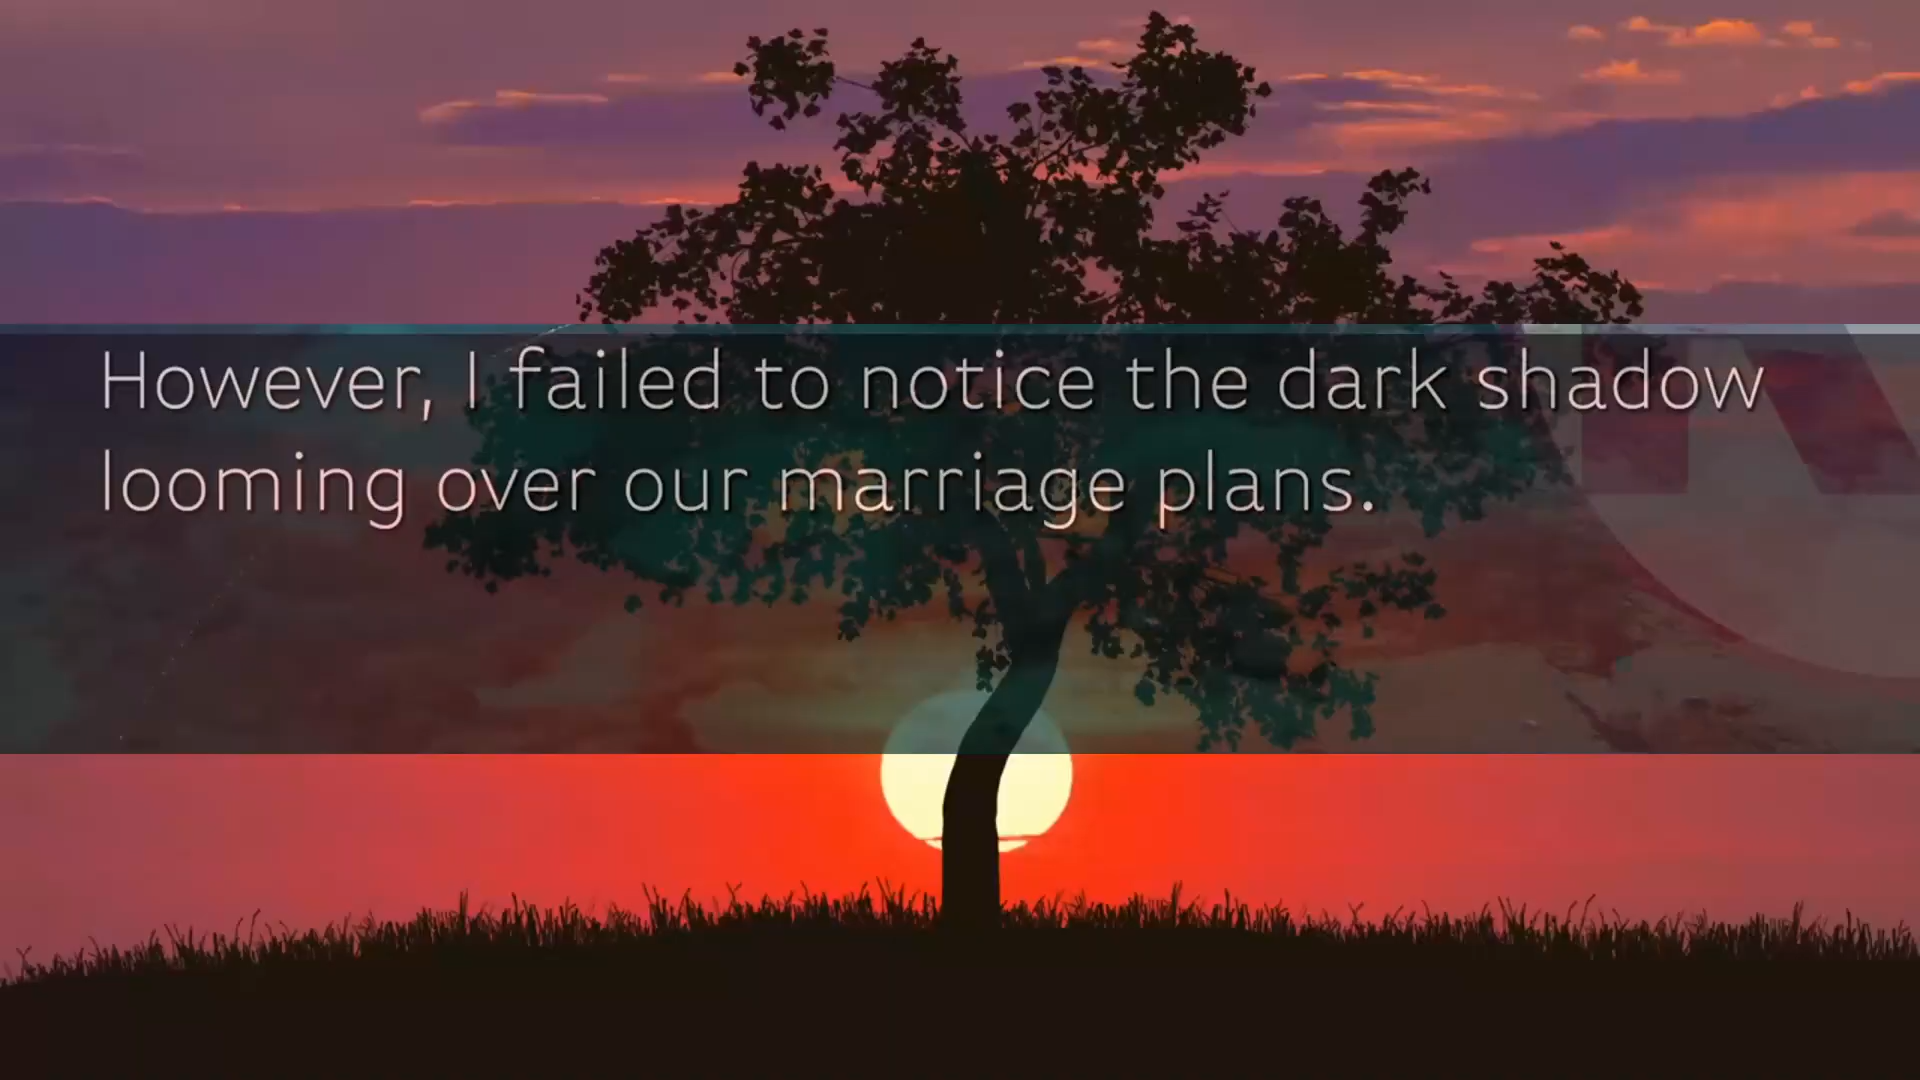 However, I failed to notice the dark shadow
looming over our marriage plans.